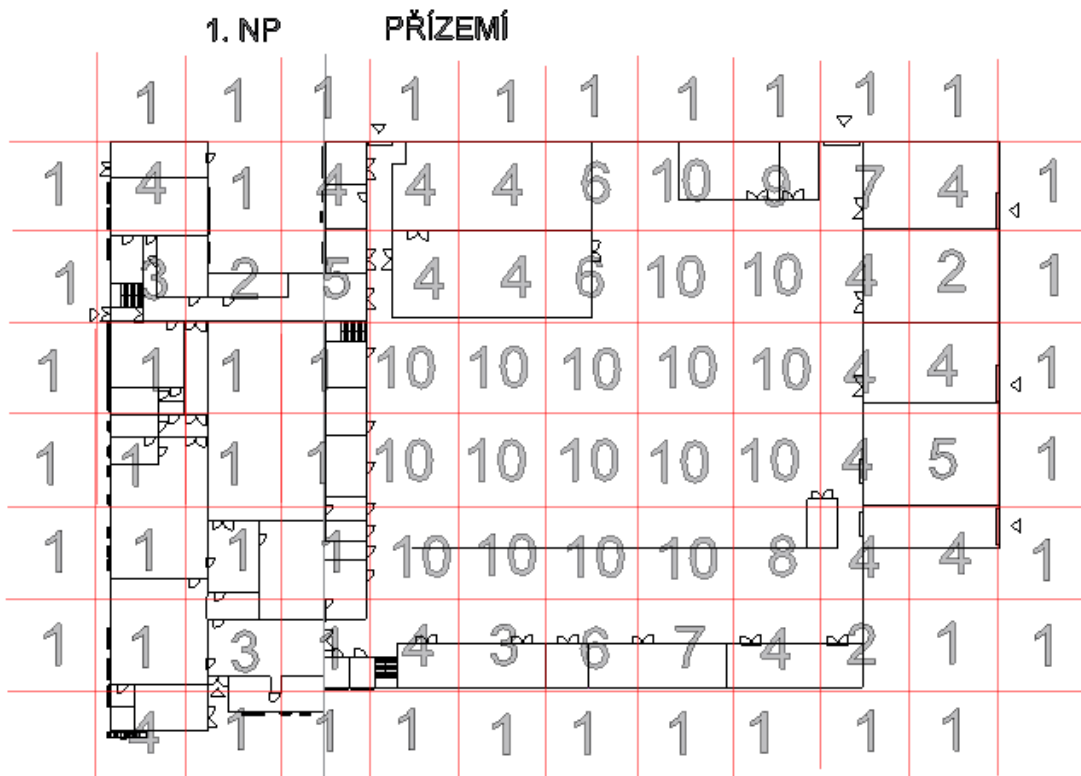 1. NP PŘÍZEMÍ
1 1 1 1 1 1 1 1 1 1
1 4 1 4 4 4 6 10 9 7 4 1
1 3 2 5 4 4 6 10 10 4 2 1
1 1 1 1 10 10 10 10 10 4 4 1
1 1 1 1 10 10 10 10 10 4 5 1
1 1 1 1 10 10 10 10 8 4 4 1
1 1 3 1 4 3 6 7 4 2 1 1
4 1 1 1 1 1 1 1 1 1